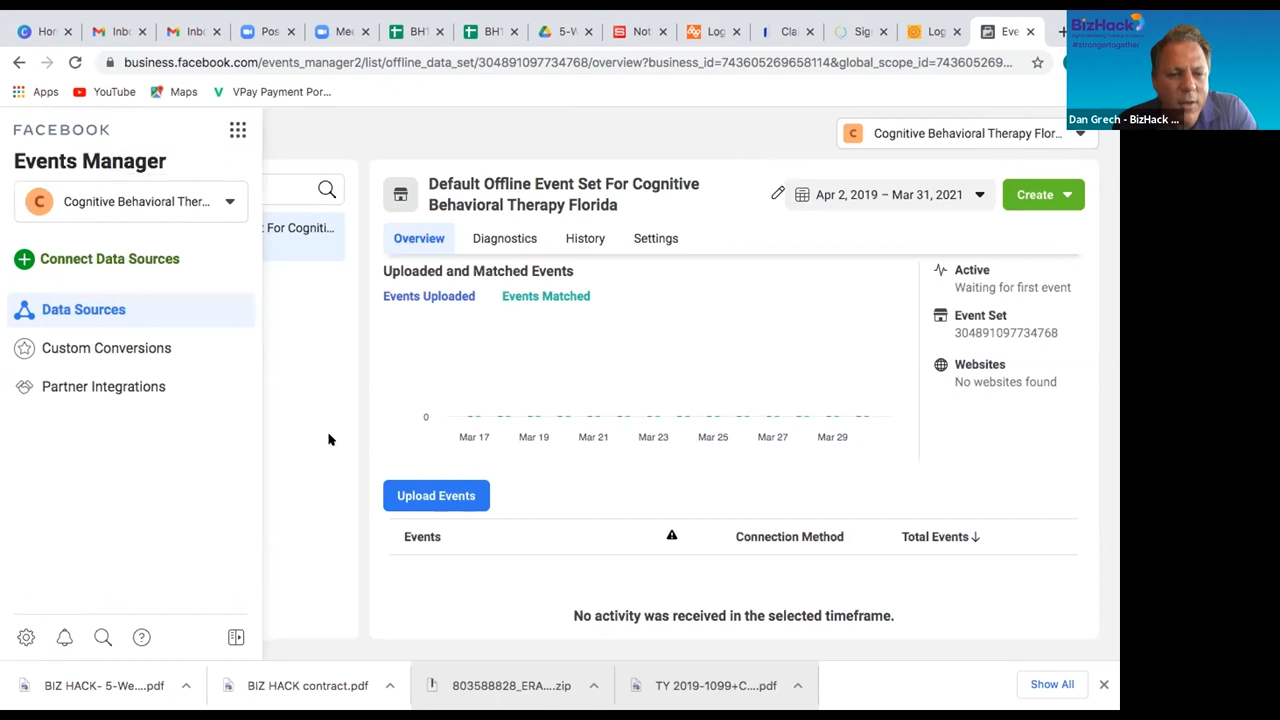 Hor
Inbc
Inbc
Pos
Mee
BH'
BH'
5-W
No'
Log
Cla
Sig
Log
Eve
business.facebook.com/events_manager2/list/offline_data_set/304891097734768/overview?business_id=743605269658114&global_scope_id=743605269...
Apps
YouTube
Maps
VPay Payment Por...
BizHack
#strongertogether
Dan Grech - BizHack ...
FACEBOOK
Events Manager
C Cognitive Behavioral Ther...
Connect Data Sources
Data Sources
Custom Conversions
Partner Integrations
For Cogniti...
C Cognitive Behavioral Therapy Flor...
Default Offline Event Set For Cognitive
Behavioral Therapy Florida
Apr 2, 2019 – Mar 31, 2021
Create
Overview
Diagnostics
History
Settings
Uploaded and Matched Events
Events Uploaded
Events Matched
0
Mar 17
Mar 19
Mar 21
Mar 23
Mar 25
Mar 27
Mar 29
Active
Waiting for first event
Event Set
304891097734768
Websites
No websites found
Upload Events
Events
Connection Method
Total Events
No activity was received in the selected timeframe.
BIZ HACK- 5-We....pdf
BIZ HACK contract.pdf
803588828_ERA....zip
TY 2019-1099+C....pdf
Show All